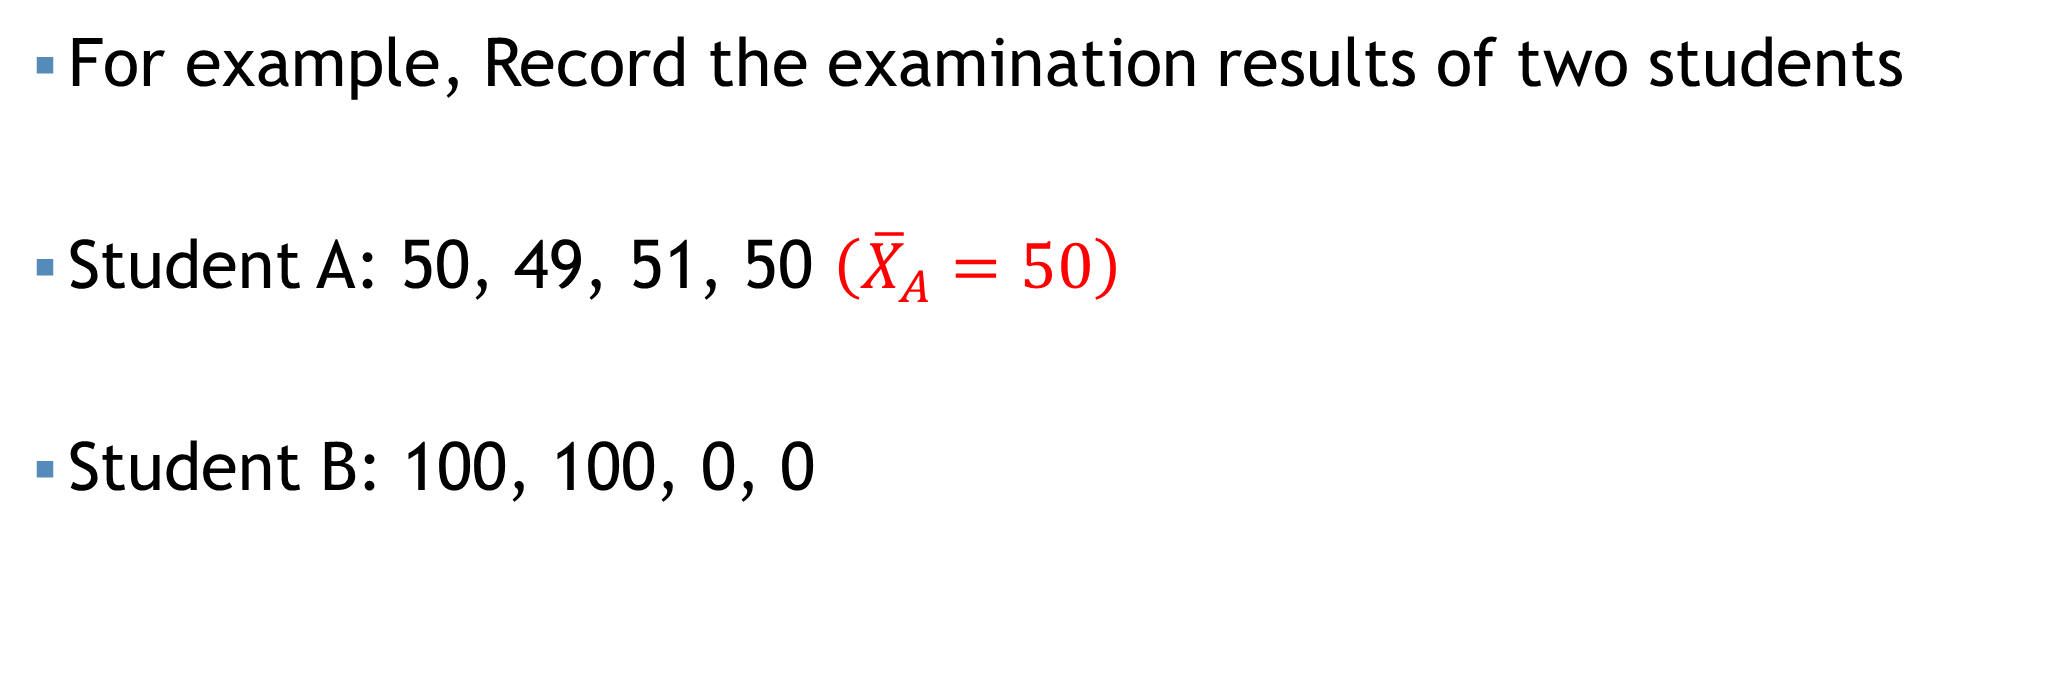 ▪ For example, Record the examination results of two students
▪ Student A: 50, 49, 51, 50 (X̅_A = 50)
▪ Student B: 100, 100, 0, 0